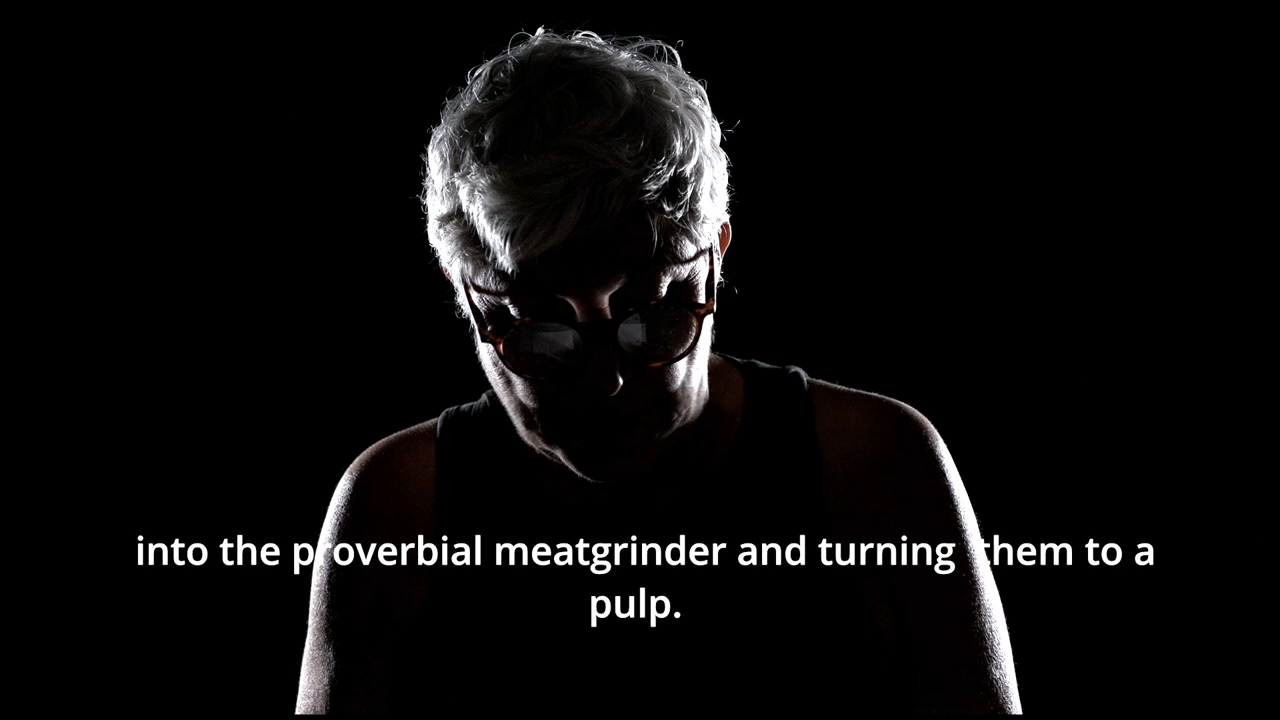 into the proverbial meatgrinder and turning them to a
pulp.